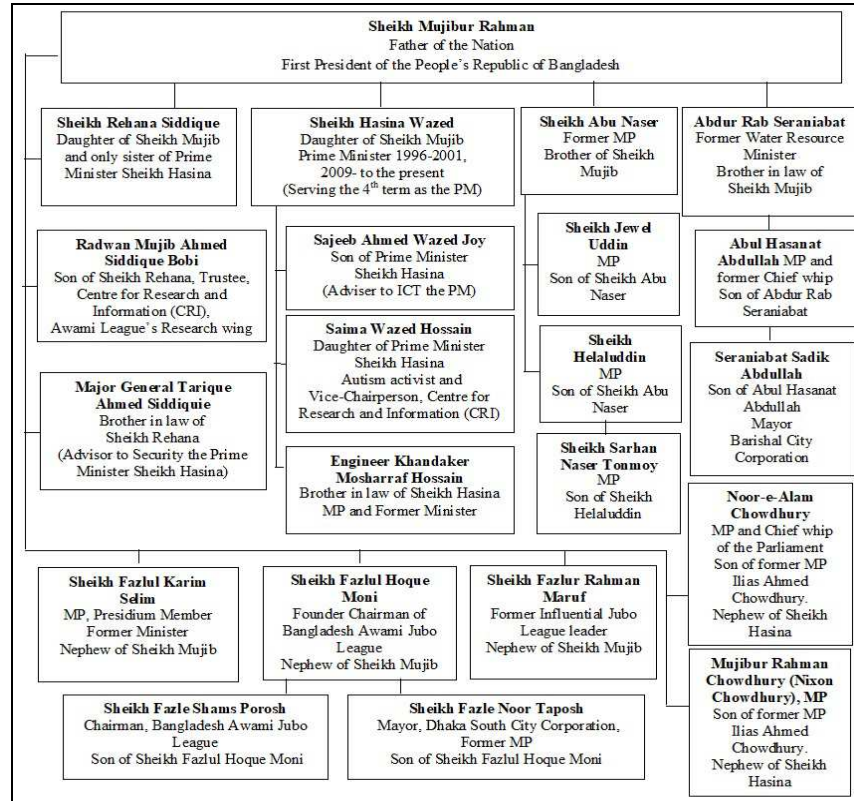 Sheikh Mujibur Rahman
Father of the Nation
First President of the People's Republic of Bangladesh
Sheikh Rehana Siddique
Daughter of Sheikh Mujib
and only sister of Prime
Minister Sheikh Hasina
Sheikh Hasina Wazed
Daughter of Sheikh Mujib
Prime Minister 1996-2001,
2009- to the present
(Serving the 4th term as the PM)
Sheikh Abu Naser
Former MP
Brother of Sheikh
Mujib
Abdur Rab Seraniabat
Former Water Resource
Minister
Brother in law of
Sheikh Mujib
Radwan Mujib Ahmed
Siddique Bobi
Son of Sheikh Rehana, Trustee,
Centre for Research and
Information (CRI),
Awami League's Research wing
Sajeeb Ahmed Wazed Joy
Son of Prime Minister
Sheikh Hasina
(Adviser to ICT the PM)
Sheikh Jewel
Uddin
MP
Son of Sheikh Abu
Naser
Abul Hasanat
Abdullah MP and
former Chief whip
Son of Abdur Rab
Seraniabat
Major General Tarique
Ahmed Siddiquie
Brother in law of
Sheikh Rehana
(Advisor to Security the Prime
Minister Sheikh Hasina)
Saima Wazed Hossain
Daughter of Prime Minister
Sheikh Hasina
Autism activist and
Vice-Chairperson, Centre for
Research and Information (CRI)
Sheikh
Helaluddin
MP
Son of Sheikh Abu
Naser
Seraniabat Sadik
Abdullah
Son of Abul Hasanat
Abdullah
Mayor
Barishal City
Corporation
Engineer Khandaker
Mosharraf Hossain
Brother in law of Sheikh Hasina
MP and Former Minister
Sheikh Sarhan
Naser Tonmoy
MP
Son of Sheikh
Helaluddin
Noor-e-Alam
Chowdhury
MP and Chief whip
of the Parliament
Son of former MP
Ilias Ahmed
Chowdhury.
Nephew of Sheikh
Hasina
Sheikh Fazlul Karim
Selim
MP, Presidium Member
Former Minister
Nephew of Sheikh Mujib
Sheikh Fazlul Hoque
Moni
Founder Chairman of
Bangladesh Awami Jubo
League
Nephew of Sheikh Mujib
Sheikh Fazlur Rahman
Maruf
Former Influential Jubo
League leader
Nephew of Sheikh Mujib
Mujibur Rahman
Chowdhury (Nixon
Chowdhury), MP
Son of former MP
Ilias Ahmed
Chowdhury.
Nephew of Sheikh
Hasina
Sheikh Fazle Shams Porosh
Chairman, Bangladesh Awami Jubo
League
Son of Sheikh Fazlul Hoque Moni
Sheikh Fazle Noor Taposh
Mayor, Dhaka South City Corporation,
Former MP
Son of Sheikh Fazlul Hoque Moni